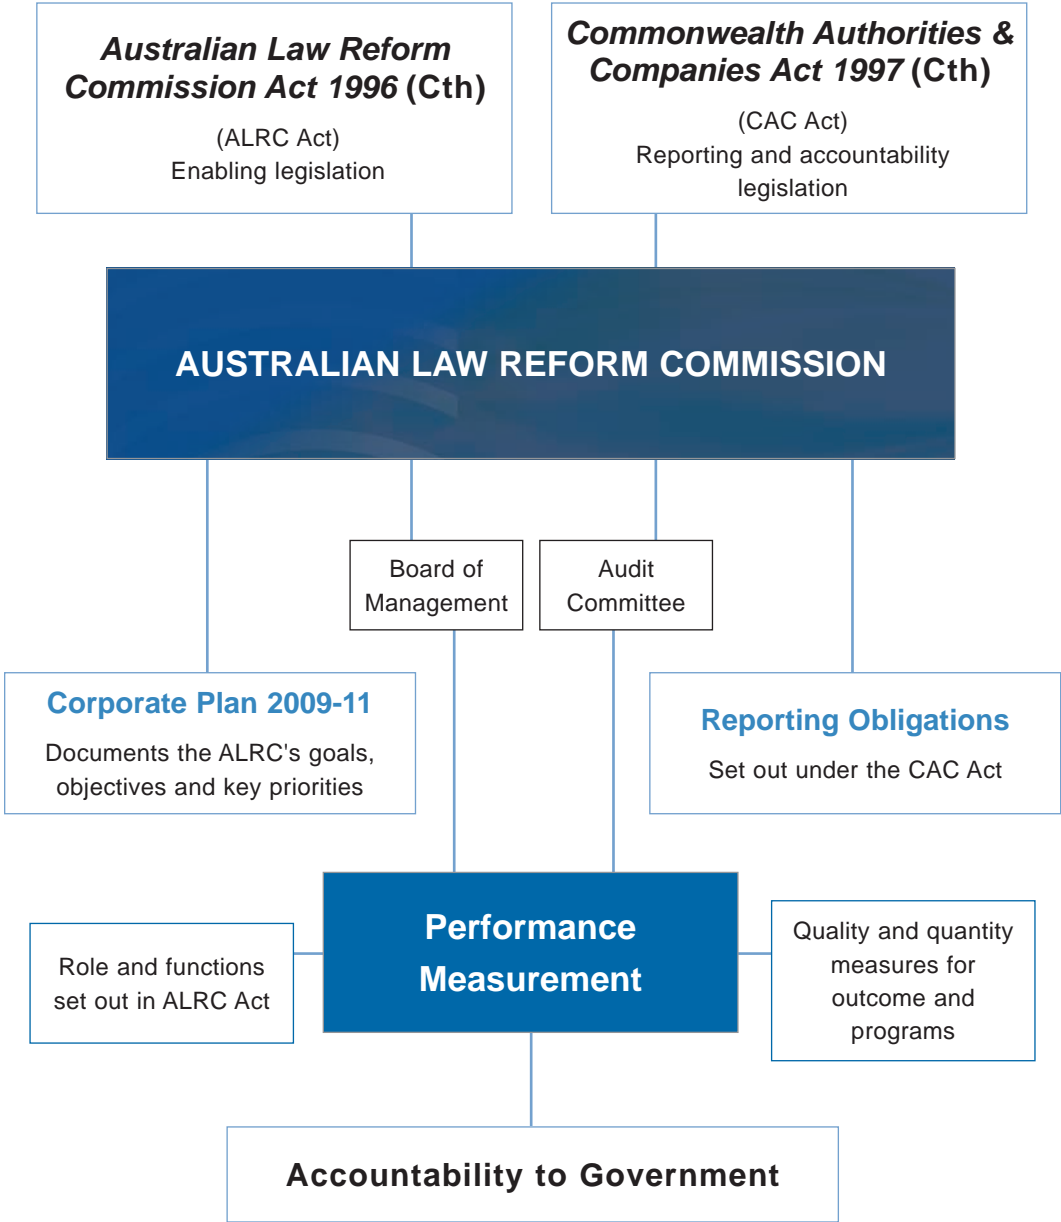 Australian Law Reform
Commission Act 1996 (Cth)
(ALRC Act)
Enabling legislation
Commonwealth Authorities &
Companies Act 1997 (Cth)
(CAC Act)
Reporting and accountability
legislation
AUSTRALIAN LAW REFORM COMMISSION
Board of
Management
Audit
Committee
Corporate Plan 2009-11
Documents the ALRC's goals,
objectives and key priorities
Reporting Obligations
Set out under the CAC Act
Performance
Measurement
Role and functions
set out in ALRC Act
Quality and quantity
measures for
outcome and
programs
Accountability to Government